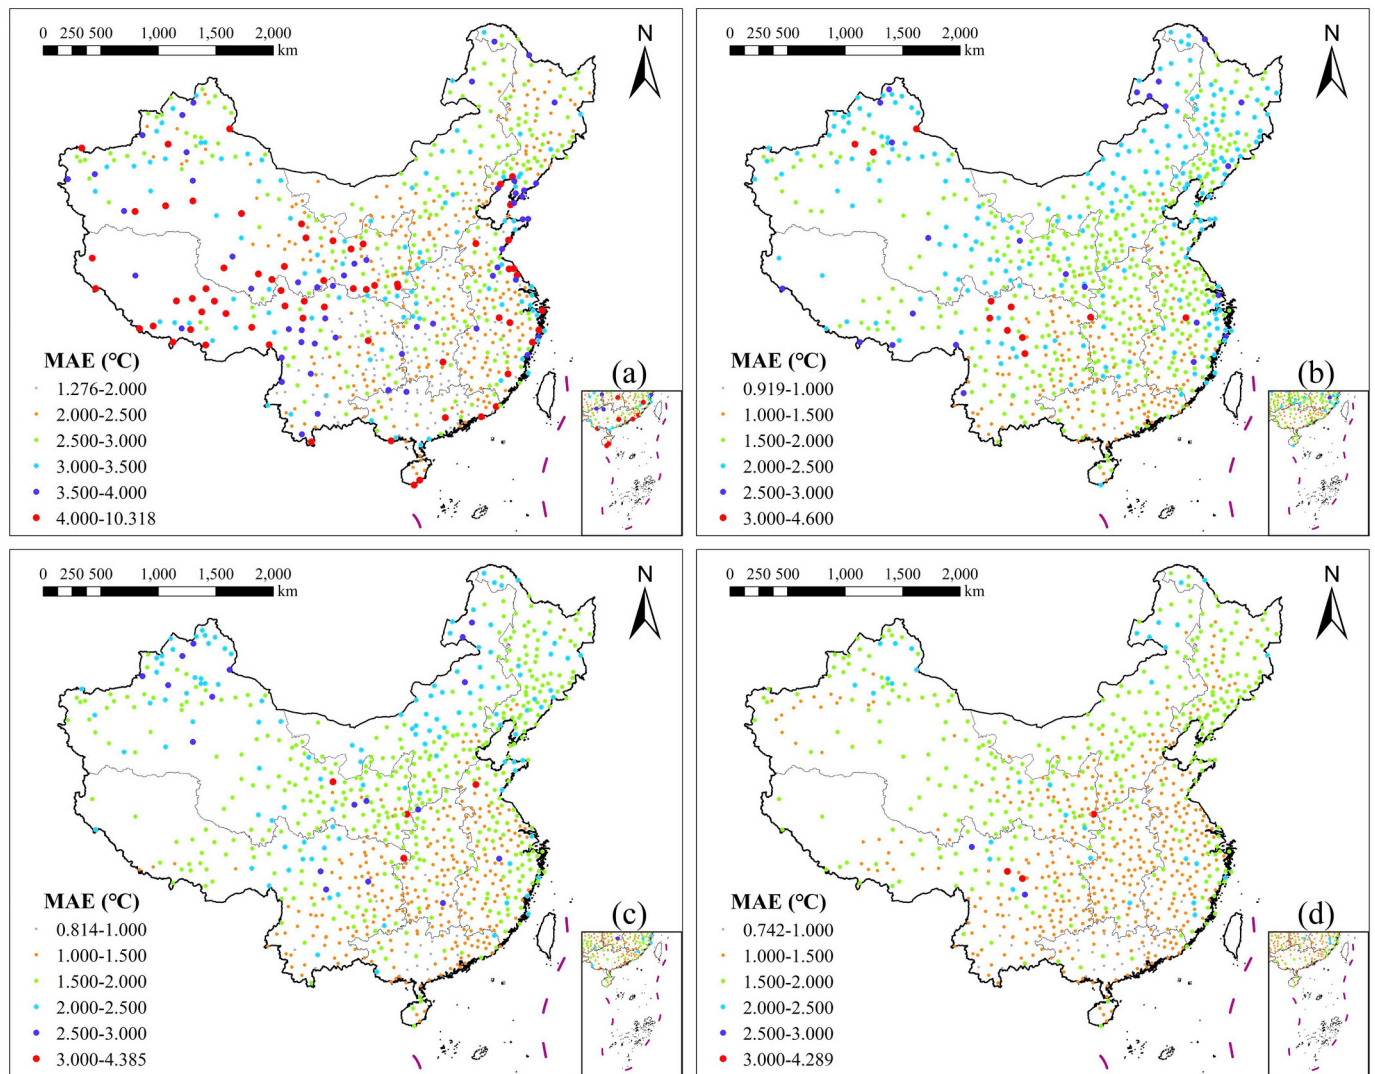 0 250 500 1,000 1,500 2,000
km
N
MAE (℃)
1.276-2.000
2.000-2.500
2.500-3.000
3.000-3.500
3.500-4.000
4.000-10.318
(a)
0 250 500 1,000 1,500 2,000
km
N
MAE (℃)
0.919-1.000
1.000-1.500
1.500-2.000
2.000-2.500
2.500-3.000
3.000-4.600
(b)
0 250 500 1,000 1,500 2,000
km
N
MAE (℃)
0.814-1.000
1.000-1.500
1.500-2.000
2.000-2.500
2.500-3.000
3.000-4.385
(c)
0 250 500 1,000 1,500 2,000
km
N
MAE (℃)
0.742-1.000
1.000-1.500
1.500-2.000
2.000-2.500
2.500-3.000
3.000-4.289
(d)